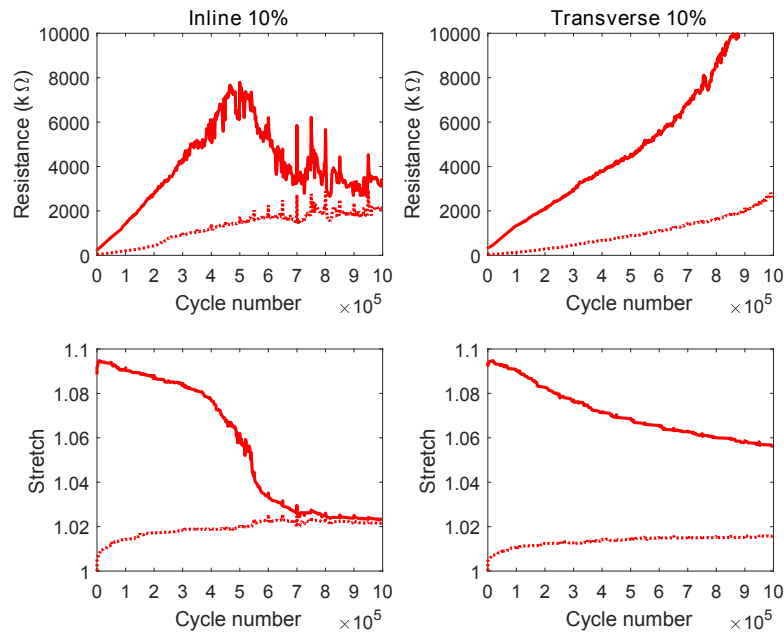 Inline 10%
Transverse 10%
10000
8000
6000
4000
2000
0
Resistance (kΩ)
0 1 2 3 4 5 6 7 8 9 10
Cycle number
×10^5
10000
8000
6000
4000
2000
0
Resistance (kΩ)
0 1 2 3 4 5 6 7 8 9 10
Cycle number
×10^5
1.1
1.08
1.06
1.04
1.02
1
Stretch
0 1 2 3 4 5 6 7 8 9 10
Cycle number
×10^5
1.1
1.08
1.06
1.04
1.02
1
Stretch
0 1 2 3 4 5 6 7 8 9 10
Cycle number
×10^5